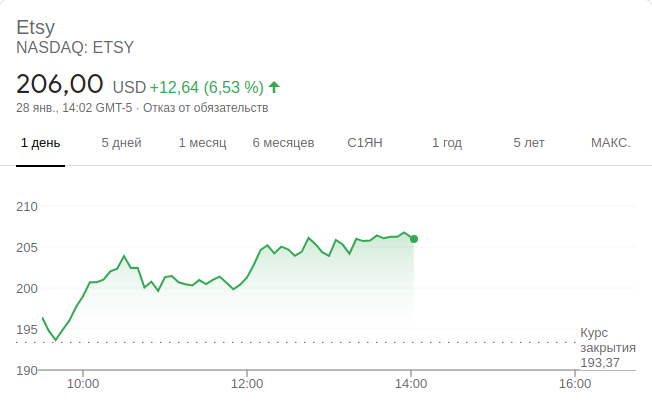 Etsy
NASDAQ: ETSY
206,00 USD +12,64 (6,53 %)
28 янв., 14:02 GMT-5 · Отказ от обязательств
1 день 5 дней 1 месяц 6 месяцев С1ЯН 1 год 5 лет МАКС.
210
205
200
195
190
Курс
закрытия
193,37
10:00 12:00 14:00 16:00